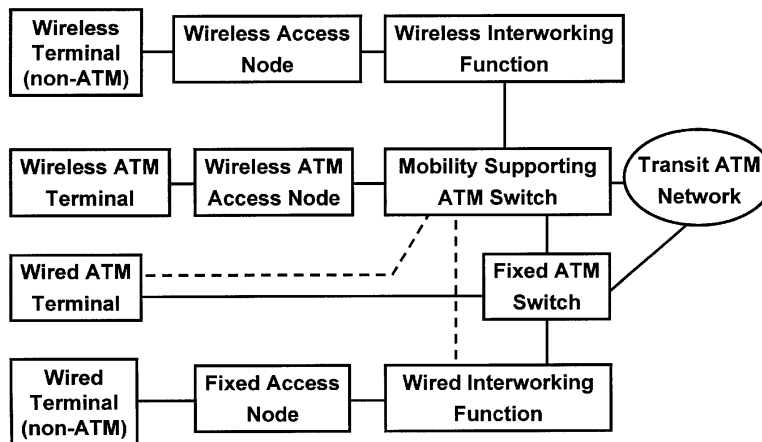 Wireless
Terminal
(non-ATM)
Wireless Access
Node
Wireless Interworking
Function
Wireless ATM
Terminal
Wireless ATM
Access Node
Mobility Supporting
ATM Switch
Transit ATM
Network
Wired ATM
Terminal
Fixed ATM
Switch
Wired
Terminal
(non-ATM)
Fixed Access
Node
Wired Interworking
Function